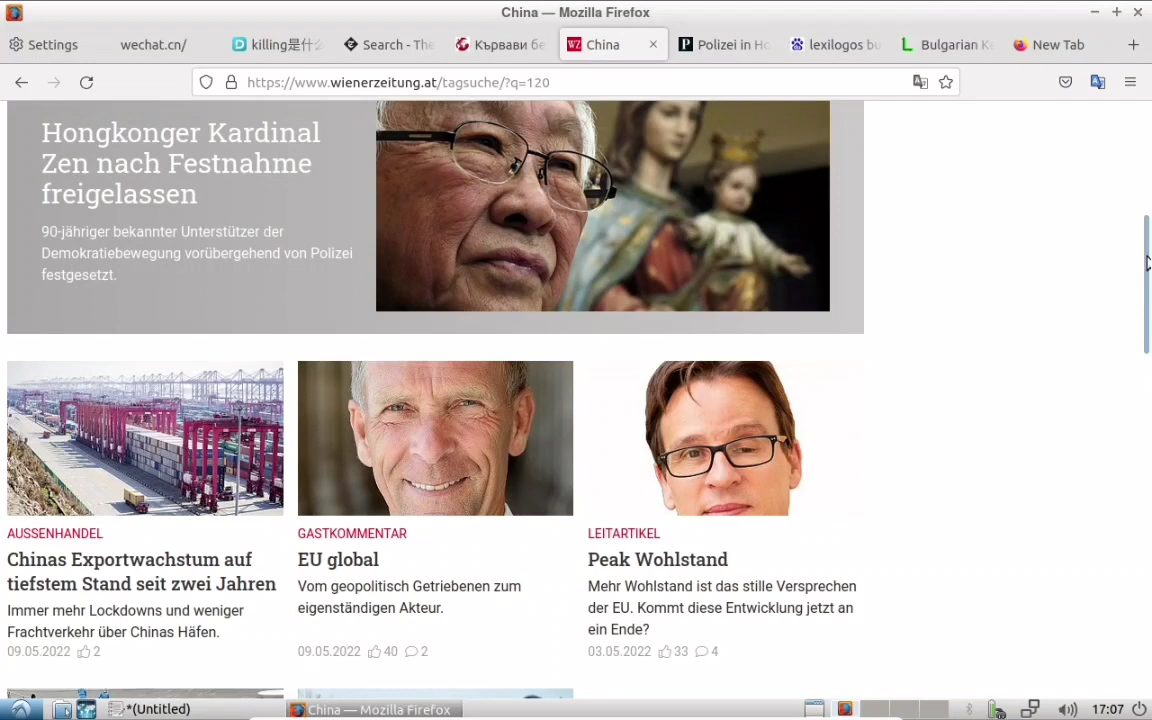 China — Mozilla Firefox
Settings
wechat.cn/
killing是什
Search - The
Кървави бе
WZ China
Polizei in Ho
lexilogos bu
Bulgarian K
New Tab
https://www.wienerzeitung.at/tagsuche/?q=120
Hongkonger Kardinal
Zen nach Festnahme
freigelassen
90-jähriger bekannter Unterstützer der
Demokratiebewegung vorübergehend von Polizei
festgesetzt.
AUSSENHANDEL
Chinas Exportwachstum auf
tiefstem Stand seit zwei Jahren
Immer mehr Lockdowns und weniger
Frachtverkehr über Chinas Häfen.
09.05.2022 2
GASTKOMMENTAR
EU global
Vom geopolitisch Getriebenen zum
eigenständigen Akteur.
09.05.2022 40 2
LEITARTIKEL
Peak Wohlstand
Mehr Wohlstand ist das stille Versprechen
der EU. Kommt diese Entwicklung jetzt an
ein Ende?
03.05.2022 33 4
*(Untitled)
China — Mozilla Firefox
17:07